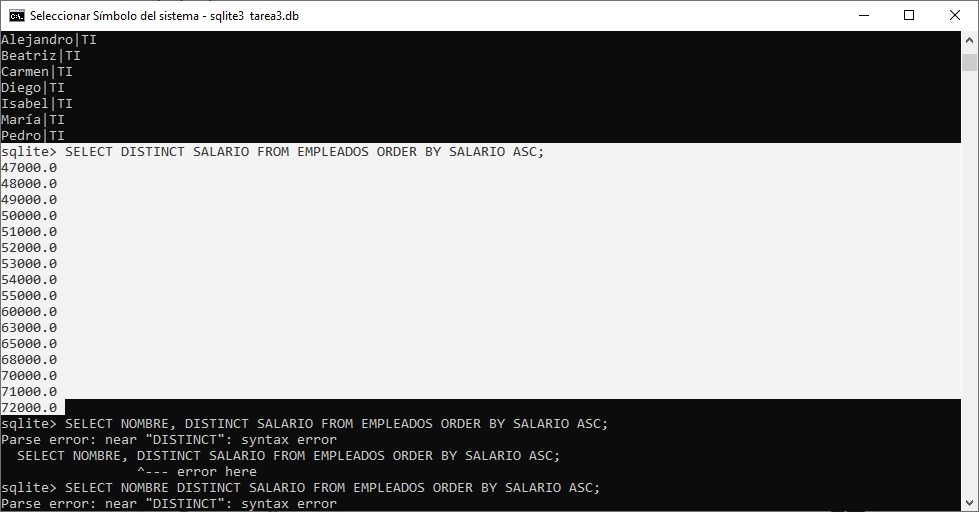 Seleccionar Símbolo del sistema - sqlite3  tarea3.db
Alejandro|TI
Beatriz|TI
Carmen|TI
Diego|TI
Isabel|TI
María|TI
Pedro|TI
sqlite> SELECT DISTINCT SALARIO FROM EMPLEADOS ORDER BY SALARIO ASC;
47000.0
48000.0
49000.0
50000.0
51000.0
52000.0
53000.0
54000.0
55000.0
60000.0
63000.0
65000.0
68000.0
70000.0
71000.0
72000.0
sqlite> SELECT NOMBRE, DISTINCT SALARIO FROM EMPLEADOS ORDER BY SALARIO ASC;
Parse error: near "DISTINCT": syntax error
  SELECT NOMBRE, DISTINCT SALARIO FROM EMPLEADOS ORDER BY SALARIO ASC;
                 ^--- error here
sqlite> SELECT NOMBRE DISTINCT SALARIO FROM EMPLEADOS ORDER BY SALARIO ASC;
Parse error: near "DISTINCT": syntax error